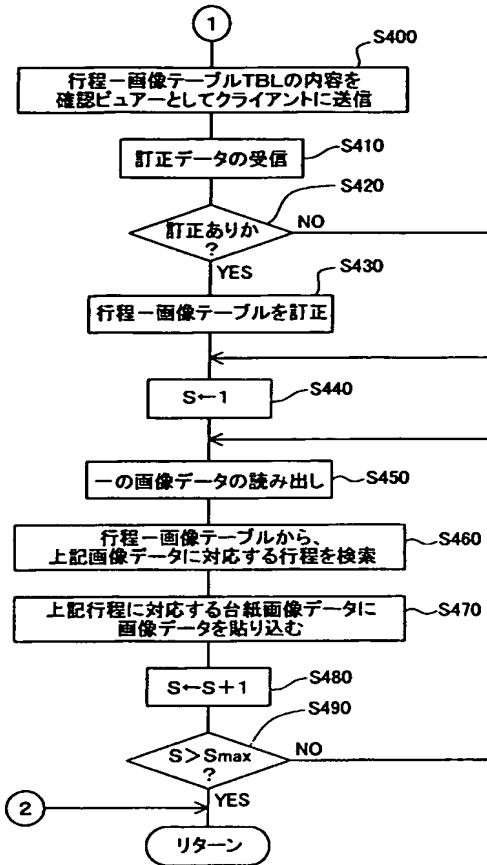 1
S400
行程－画像テーブルTBLの内容を
確認ビュアーとしてクライアントに送信
S410
訂正データの受信
S420
訂正ありか
?
NO
YES
S430
行程－画像テーブルを訂正
S←1
S440
一の画像データの読み出し
S450
行程－画像テーブルから、
上記画像データに対応する行程を検索
S460
上記行程に対応する台紙画像データに
画像データを貼り込む
S470
S←S+1
S480
S490
S>Smax
?
NO
YES
2
リターン